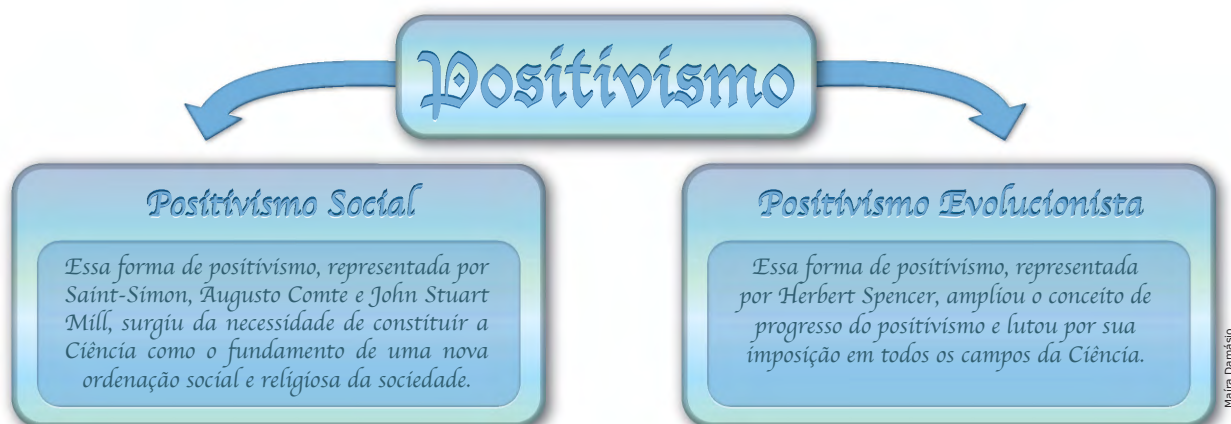 Positivismo
Positivismo Social
Essa forma de positivismo, representada por
Saint-Simon, Augusto Comte e John Stuart
Mill, surgiu da necessidade de constituir a
Ciência como o fundamento de uma nova
ordenação social e religiosa da sociedade.
Positivismo Evolucionista
Essa forma de positivismo, representada
por Herbert Spencer, ampliou o conceito de
progresso do positivismo e lutou por sua
imposição em todos os campos da Ciência.
Maíra Damásio